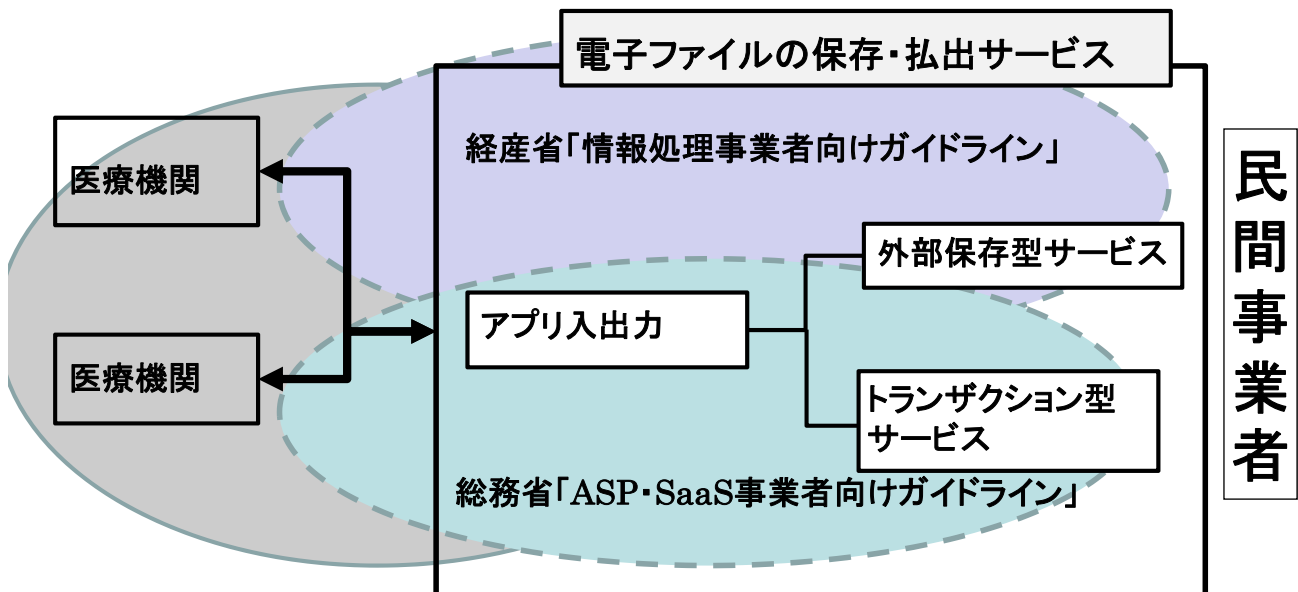 電子ファイルの保存・払出サービス
経産省「情報処理事業者向けガイドライン」
医療機関
外部保存型サービス
アプリ入出力
医療機関
トランザクション型
サービス
総務省「ASP・SaaS事業者向けガイドライン」
民間事業者